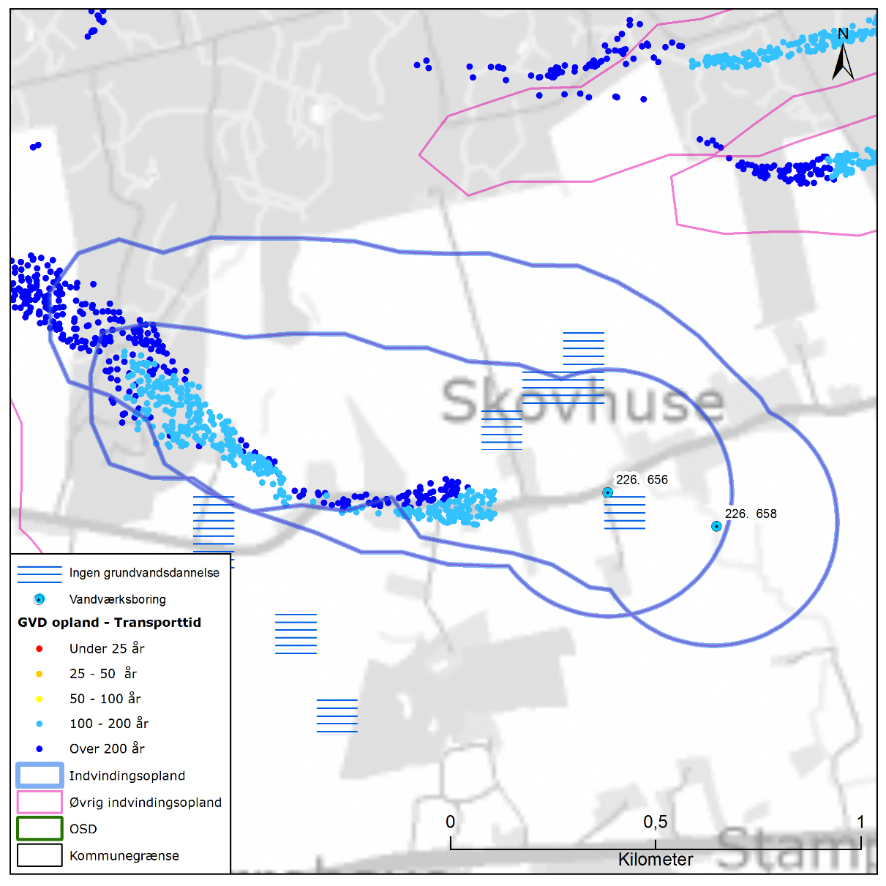 N
Skovhuse
226. 656
226. 658
Ingen grundvandsdannelse
Vandværksboring
GVD opland - Transporttid
Under 25 år
25 - 50 år
50 - 100 år
100 - 200 år
Over 200 år
Indvindingsopland
Øvrig indvindingsopland
OSD
Kommunegrænse
0 0,5 1
Kilometer
Stamp